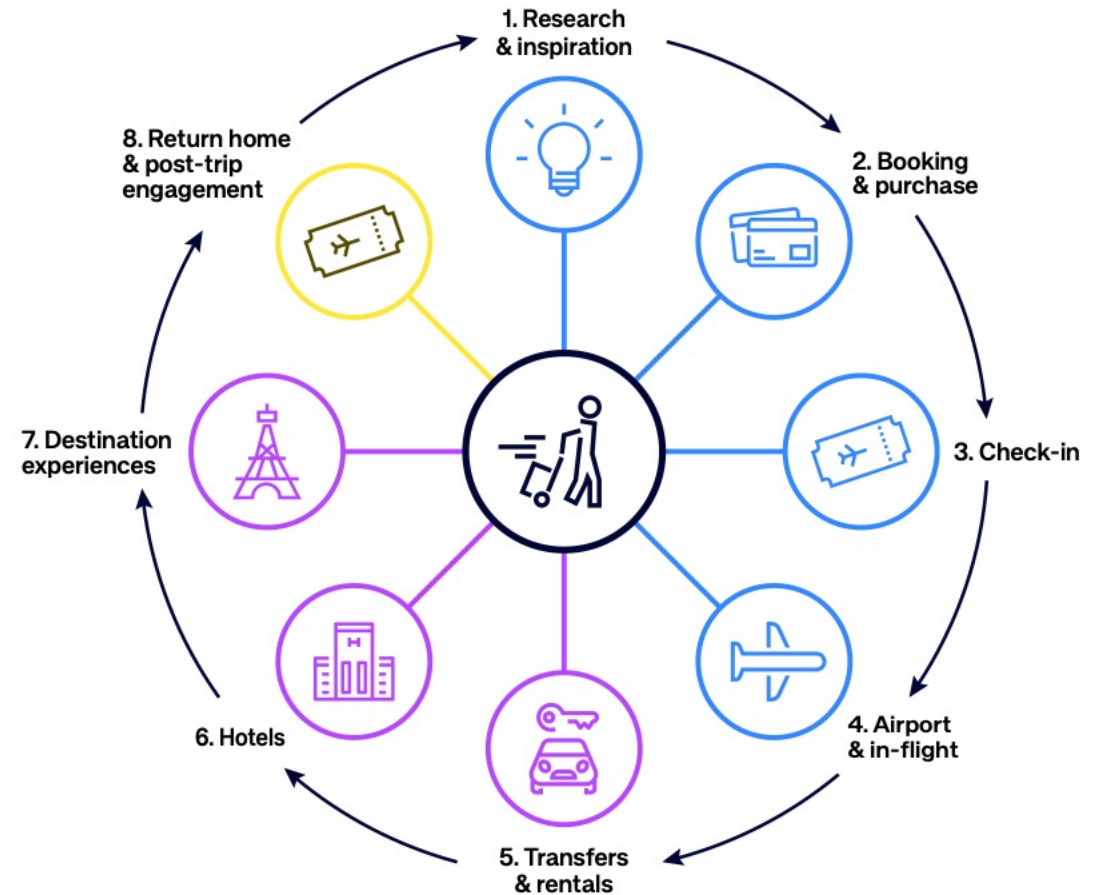 1. Research
& inspiration
2. Booking
& purchase
3. Check-in
4. Airport
& in-flight
5. Transfers
& rentals
6. Hotels
7. Destination
experiences
8. Return home
& post-trip
engagement